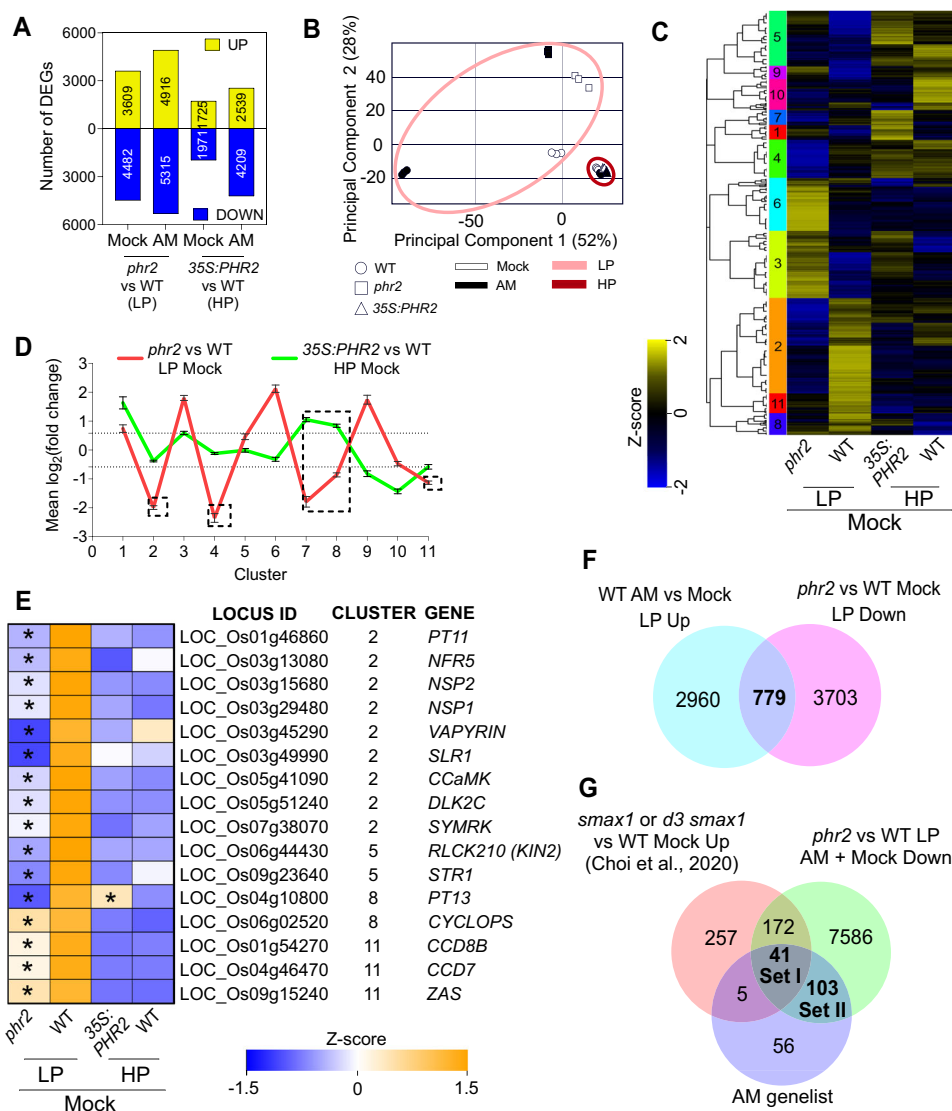 A
6000
3000
0
3000
6000
Number of DEGs
UP
DOWN
3609
4916
1725
2539
4482
5315
1971
4209
Mock AM Mock AM
phr2 35S:PHR2
vs WT vs WT
(LP) (HP)
B
Principal Component 2 (28%)
40
20
0
-20
-50 0
Principal Component 1 (52%)
WT Mock LP
phr2 AM HP
35S:PHR2
C
5
9
10
7
1
4
6
3
2
11
8
Z-score
2
0
-2
phr2 WT 35S:PHR2 WT
LP HP
Mock
D
phr2 vs WT 35S:PHR2 vs WT
LP Mock HP Mock
Mean log2(fold change)
3
2
1
0
-1
-2
-3
0 1 2 3 4 5 6 7 8 9 10 11
Cluster
E
LOCUS ID CLUSTER GENE
* LOC_Os01g46860 2 PT11
* LOC_Os03g13080 2 NFR5
* LOC_Os03g15680 2 NSP2
* LOC_Os03g29480 2 NSP1
* LOC_Os03g45290 2 VAPYRIN
* LOC_Os03g49990 2 SLR1
* LOC_Os05g41090 2 CCaMK
* LOC_Os05g51240 2 DLK2C
* LOC_Os07g38070 2 SYMRK
* LOC_Os06g44430 5 RLCK210 (KIN2)
* LOC_Os09g23640 5 STR1
* * LOC_Os04g10800 8 PT13
* LOC_Os06g02520 8 CYCLOPS
* LOC_Os01g54270 11 CCD8B
* LOC_Os04g46470 11 CCD7
* LOC_Os09g15240 11 ZAS
phr2 WT 35S:PHR2 WT
LP HP
Mock
Z-score
-1.5 0 1.5
F
WT AM vs Mock
LP Up
phr2 vs WT Mock
LP Down
2960 779 3703
G
smax1 or d3 smax1
vs WT Mock Up
(Choi et al., 2020)
phr2 vs WT LP
AM + Mock Down
257 172 7586
41
Set I
5
103
Set II
56
AM genelist